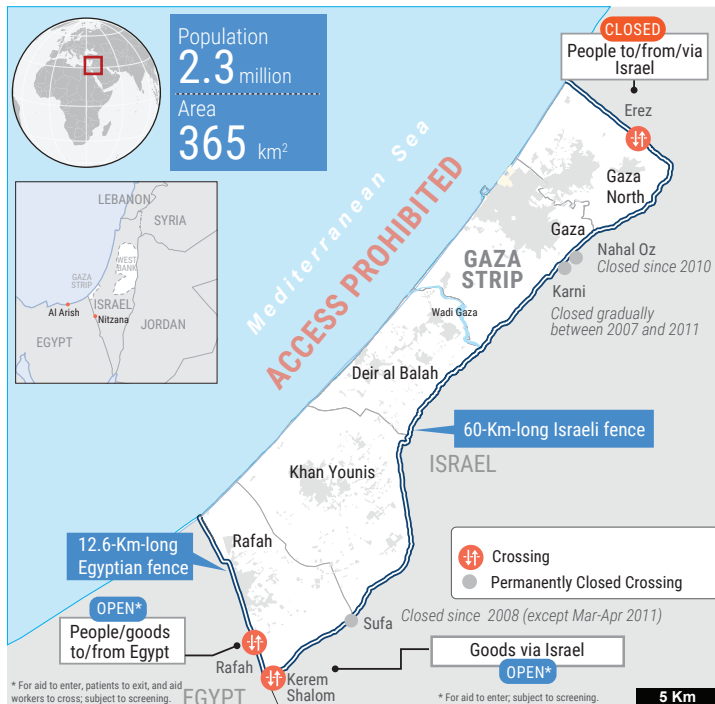 Population
2.3 million
Area
365 km²
CLOSED
People to/from/via
Israel
Erez
Gaza
North
Gaza
Nahal Oz
Closed since 2010
Karni
Closed gradually
between 2007 and 2011
Mediterranean Sea
ACCESS PROHIBITED
GAZA
STRIP
Wadi Gaza
Deir al Balah
LEBANON
SYRIA
WEST
BANK
GAZA
STRIP
ISRAEL
Al Arish
Nitzana
JORDAN
EGYPT
60-Km-long Israeli fence
ISRAEL
Khan Younis
Rafah
12.6-Km-long
Egyptian fence
Crossing
Permanently Closed Crossing
OPEN*
People/goods
to/from Egypt
Sufa
Closed since 2008 (except Mar-Apr 2011)
Goods via Israel
OPEN*
Rafah
Kerem
Shalom
* For aid to enter, patients to exit, and aid
workers to cross; subject to screening.
EGYPT
* For aid to enter; subject to screening.
5 Km